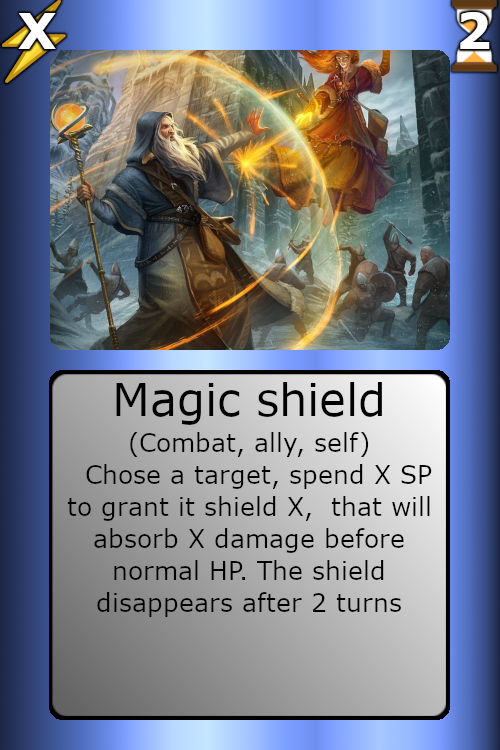 X
2
Magic shield
(Combat, ally, self)
Chose a target, spend X SP
to grant it shield X, that will
absorb X damage before
normal HP. The shield
disappears after 2 turns